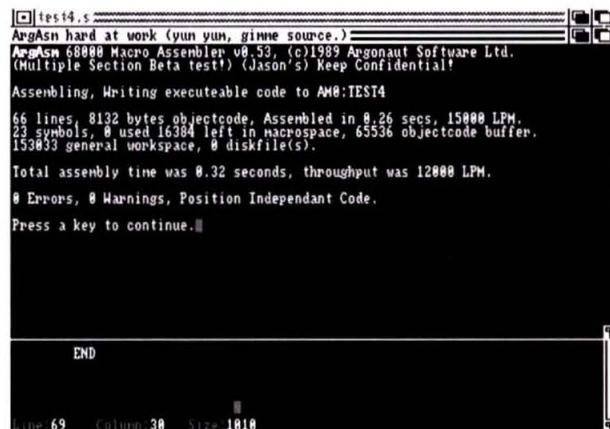 test4.s
ArgAsm hard at work (yum yum, gimme source.)
ArgAsm 68000 Macro Assembler v0.53, (c)1989 Argonaut Software Ltd.
(Multiple Section Beta test!) (Jason's) Keep Confidential!
Assembling, Writing executeable code to AM0:TEST4
66 lines, 8132 bytes objectcode, Assembled in 0.26 secs, 15000 LPM.
23 symbols, 0 used 16384 left in macrospace, 65536 objectcode buffer.
153033 general workspace, 0 diskfile(s).
Total assembly time was 0.32 seconds, throughput was 12000 LPM.
0 Errors, 0 Warnings, Position Independant Code.
Press a key to continue.
END
Line:69 Column:30 Size:1010